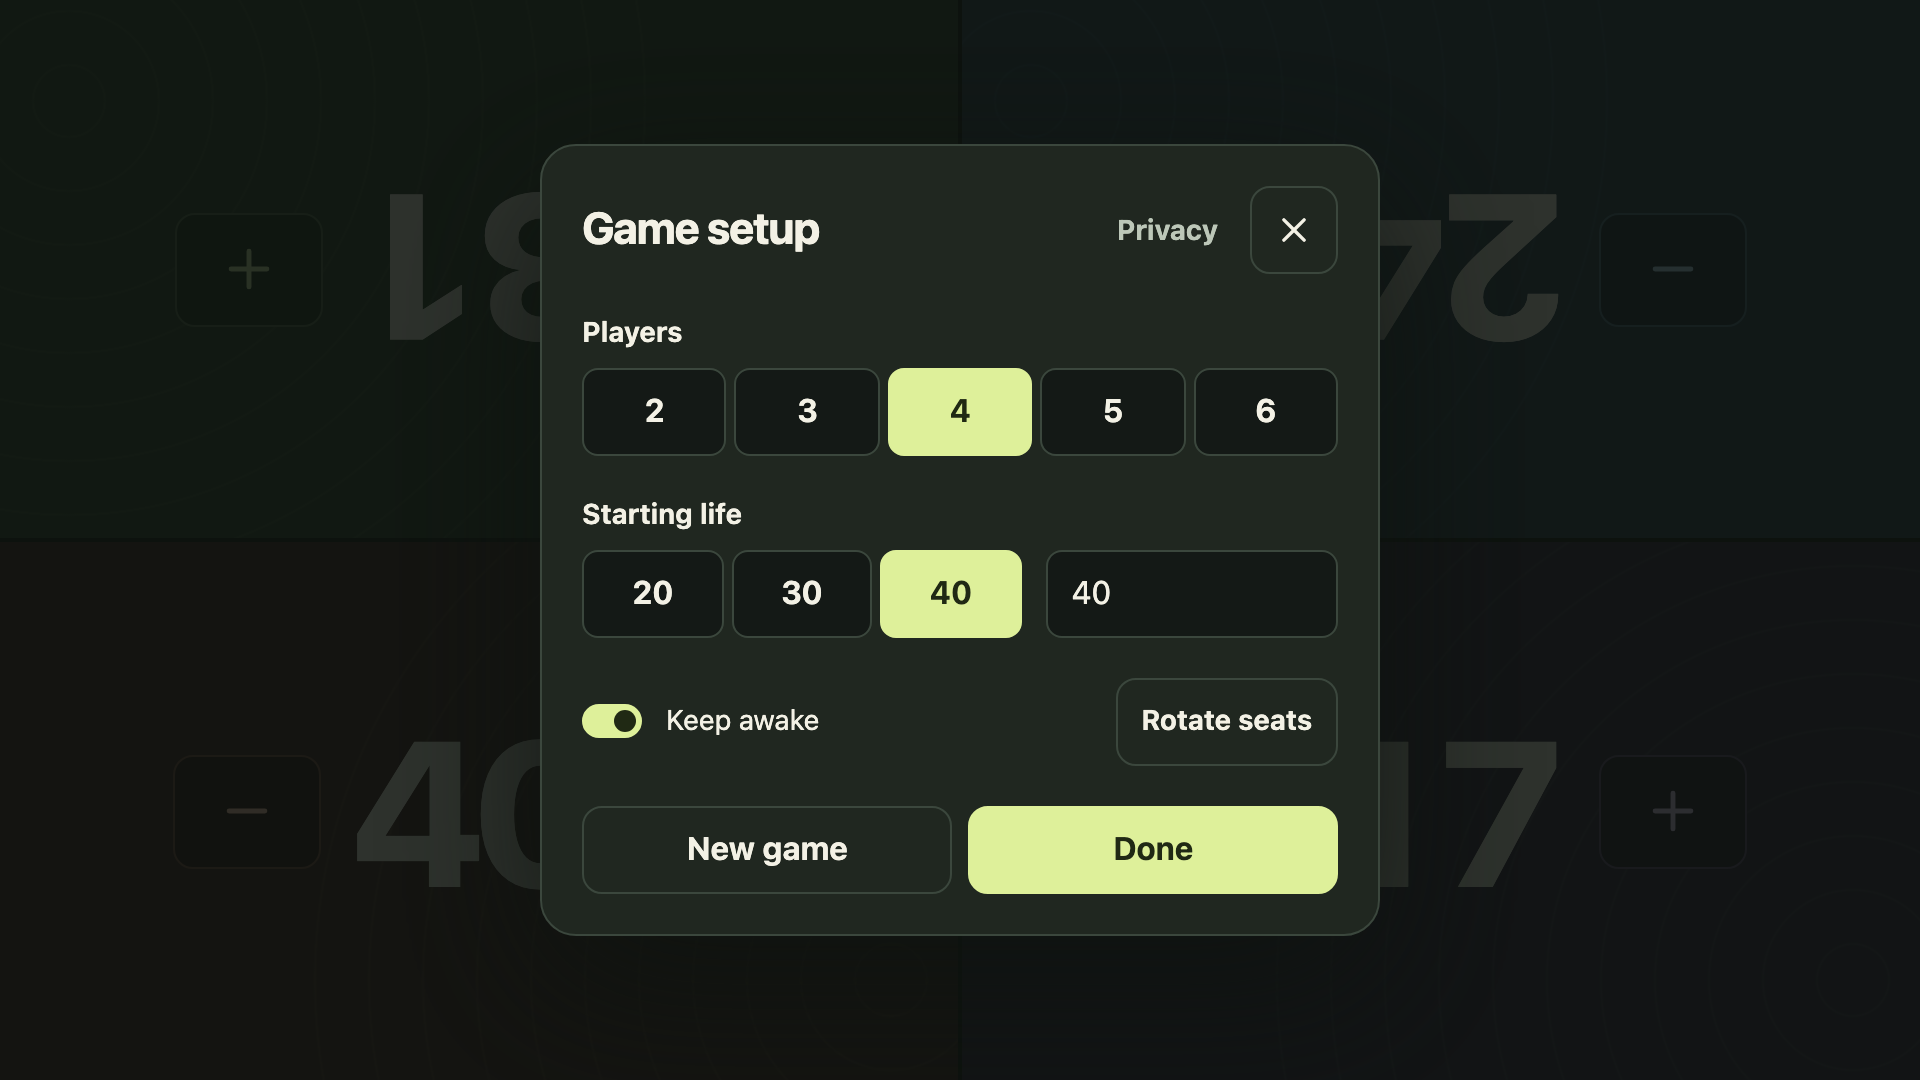 Game setup
Privacy
Players
2 3 4 5 6
Starting life
20 30 40 40
Keep awake
Rotate seats
New game
Done